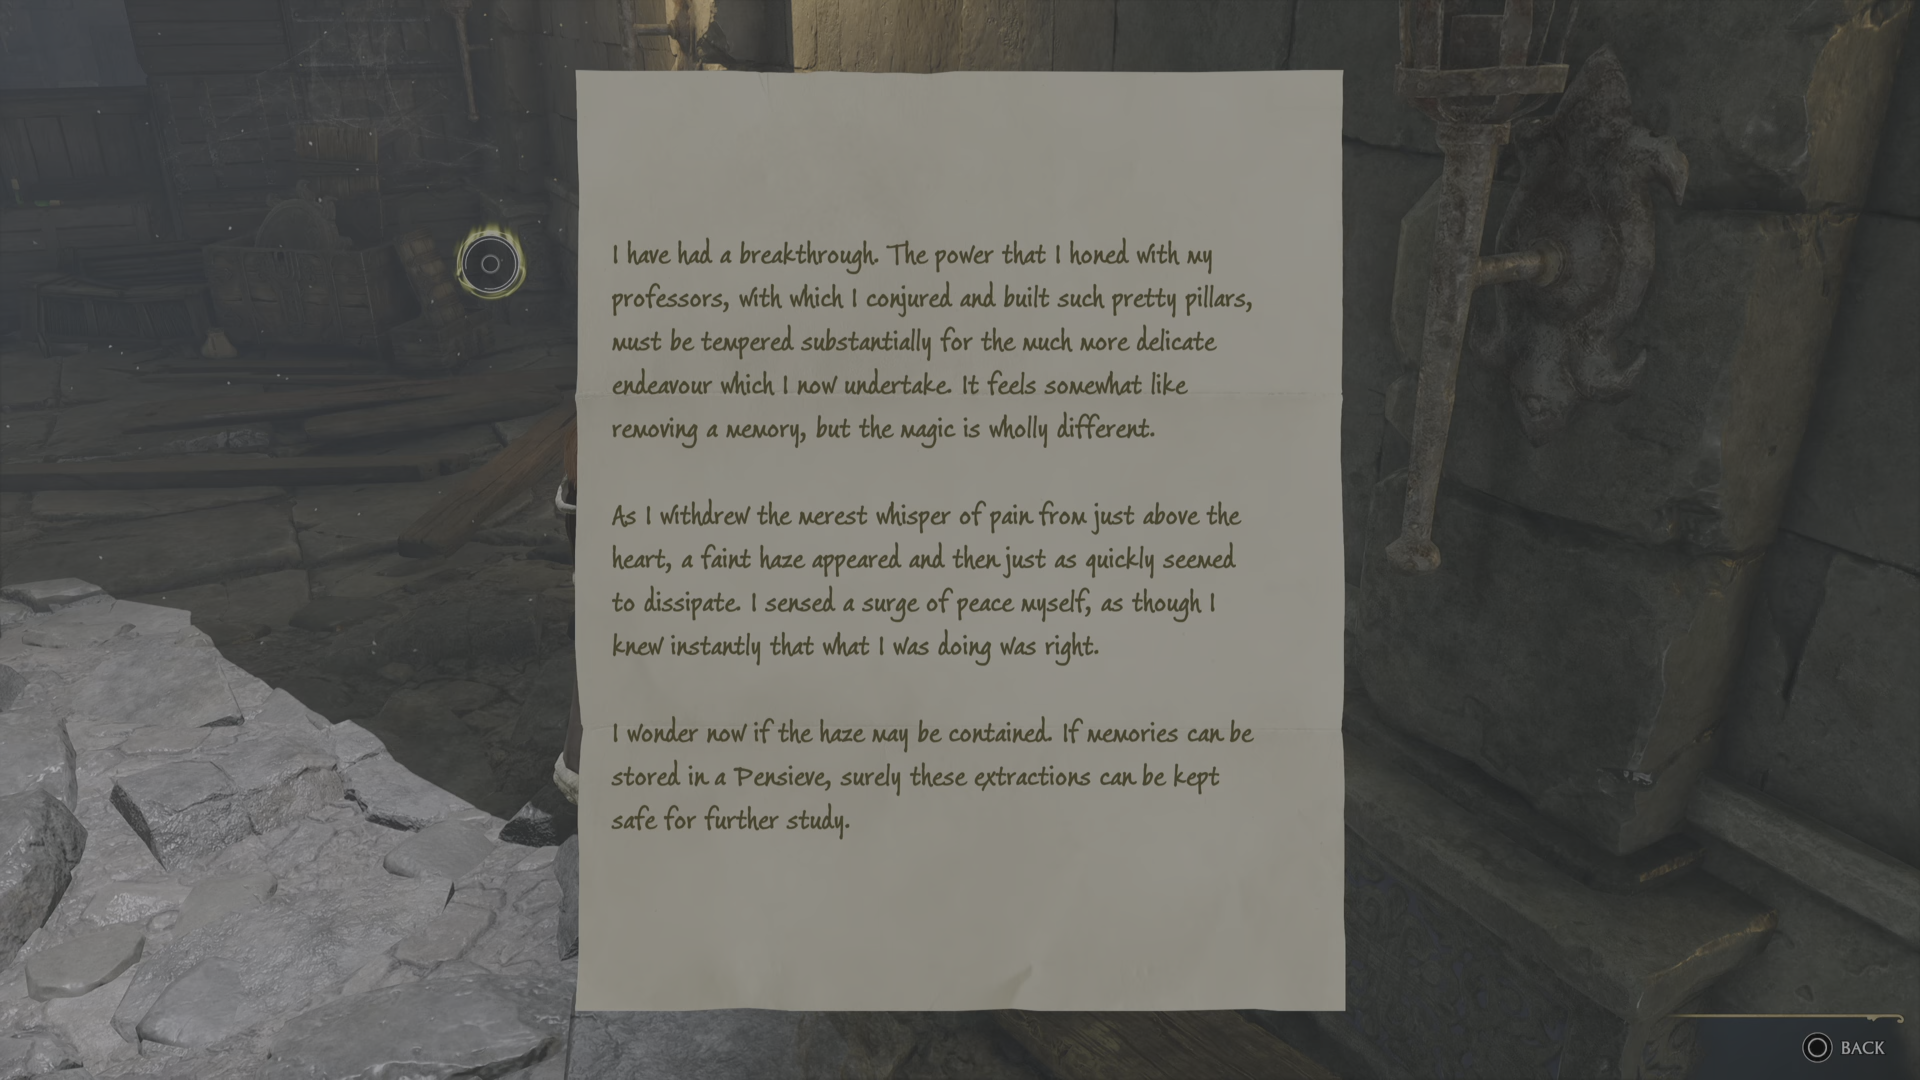 I have had a breakthrough. The power that I honed with my
professors, with which I conjured and built such pretty pillars,
must be tempered substantially for the much more delicate
endeavour which I now undertake. It feels somewhat like
removing a memory, but the magic is wholly different.
As I withdrew the merest whisper of pain from just above the
heart, a faint haze appeared and then just as quickly seemed
to dissipate. I sensed a surge of peace myself, as though I
knew instantly that what I was doing was right.
I wonder now if the haze may be contained. If memories can be
stored in a Pensieve, surely these extractions can be kept
safe for further study.
BACK